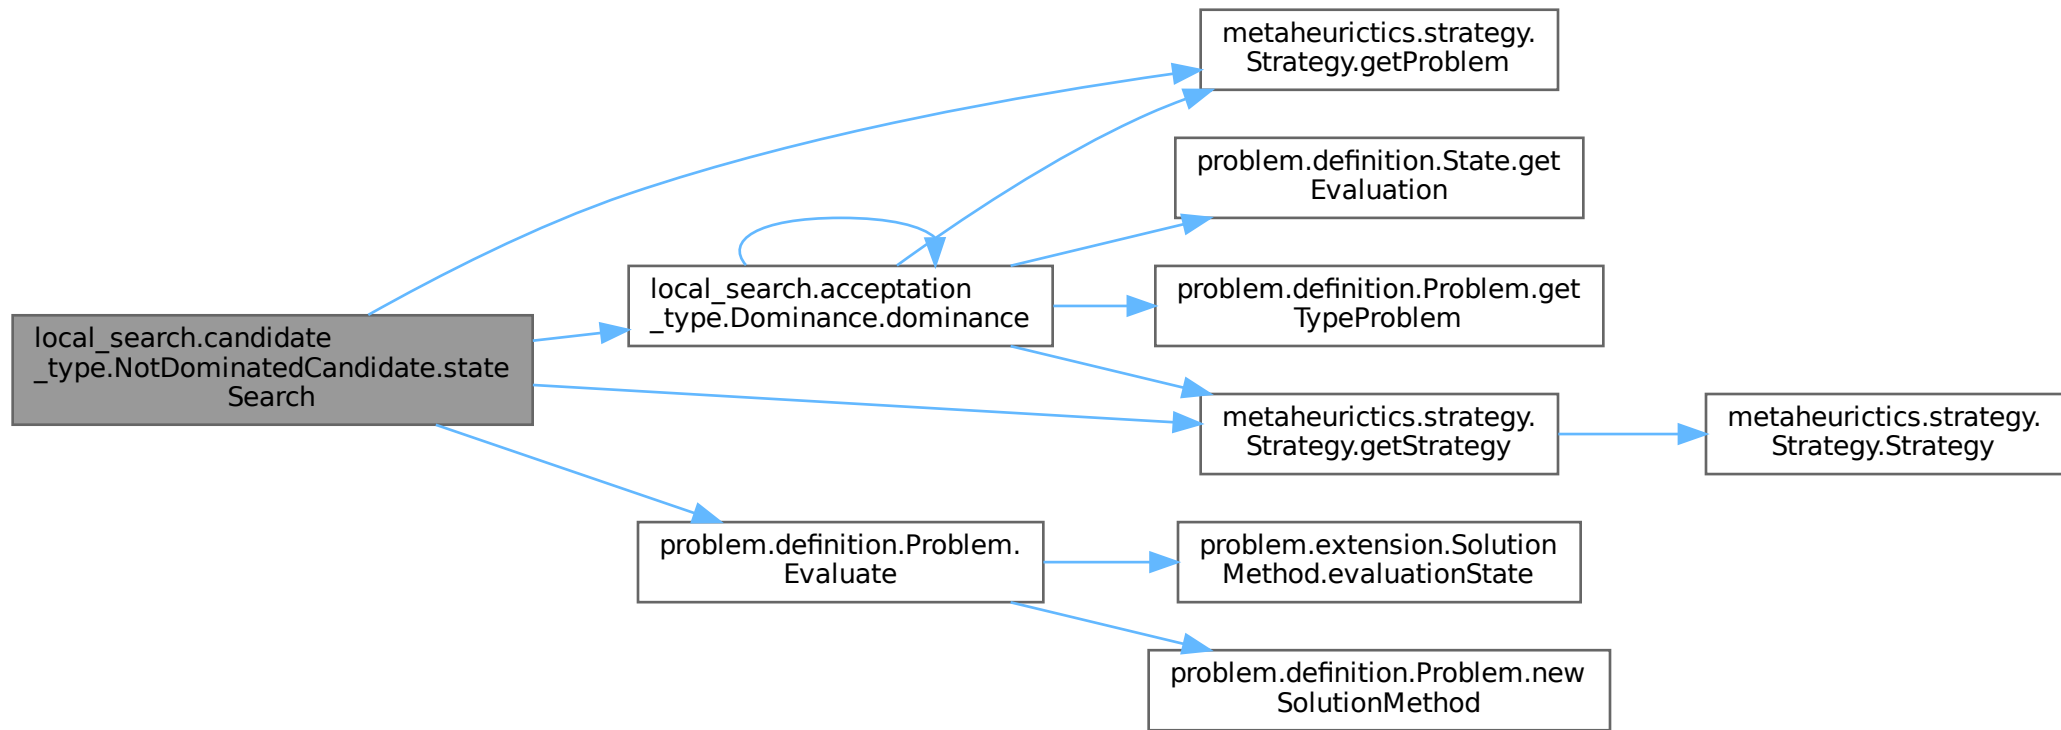 metaheurictics.strategy.
Strategy.getProblem
problem.definition.State.get
Evaluation
local_search.acceptation
_type.Dominance.dominance
problem.definition.Problem.get
TypeProblem
local_search.candidate
_type.NotDominatedCandidate.state
Search
metaheurictics.strategy.
Strategy.getStrategy
metaheurictics.strategy.
Strategy.Strategy
problem.definition.Problem.
Evaluate
problem.extension.Solution
Method.evaluationState
problem.definition.Problem.new
SolutionMethod